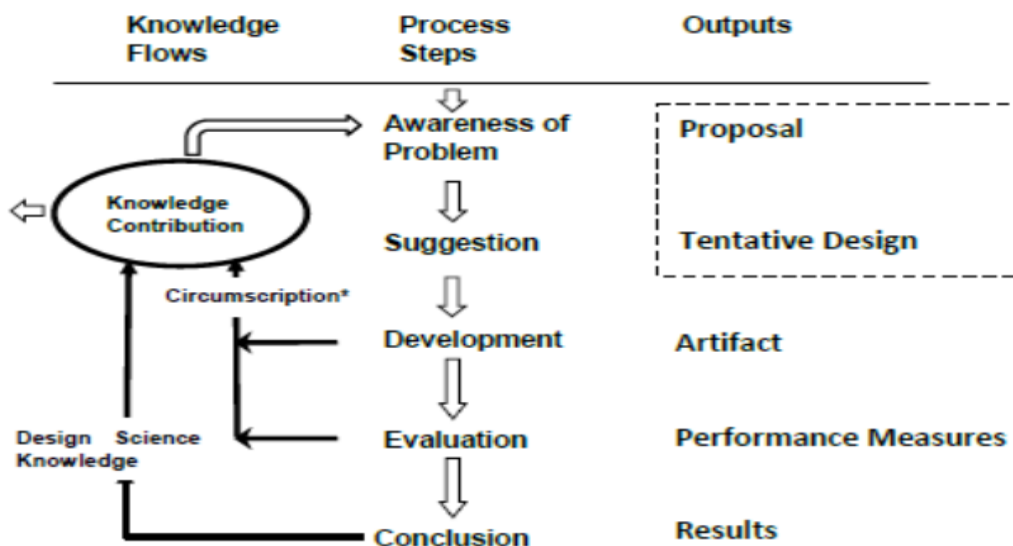 Knowledge
Flows
Process
Steps
Outputs
Awareness of
Problem
Proposal
Knowledge
Contribution
Suggestion
Tentative Design
Circumscription*
Development
Artifact
Design Science
Knowledge
Evaluation
Performance Measures
Conclusion
Results